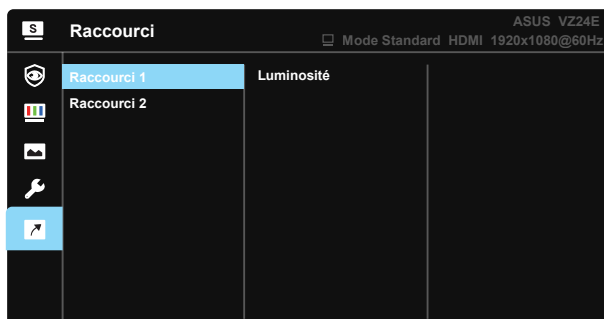 S Raccourci ASUS VZ24E
Mode Standard HDMI 1920x1080@60Hz
Raccourci 1 Luminosité
Raccourci 2